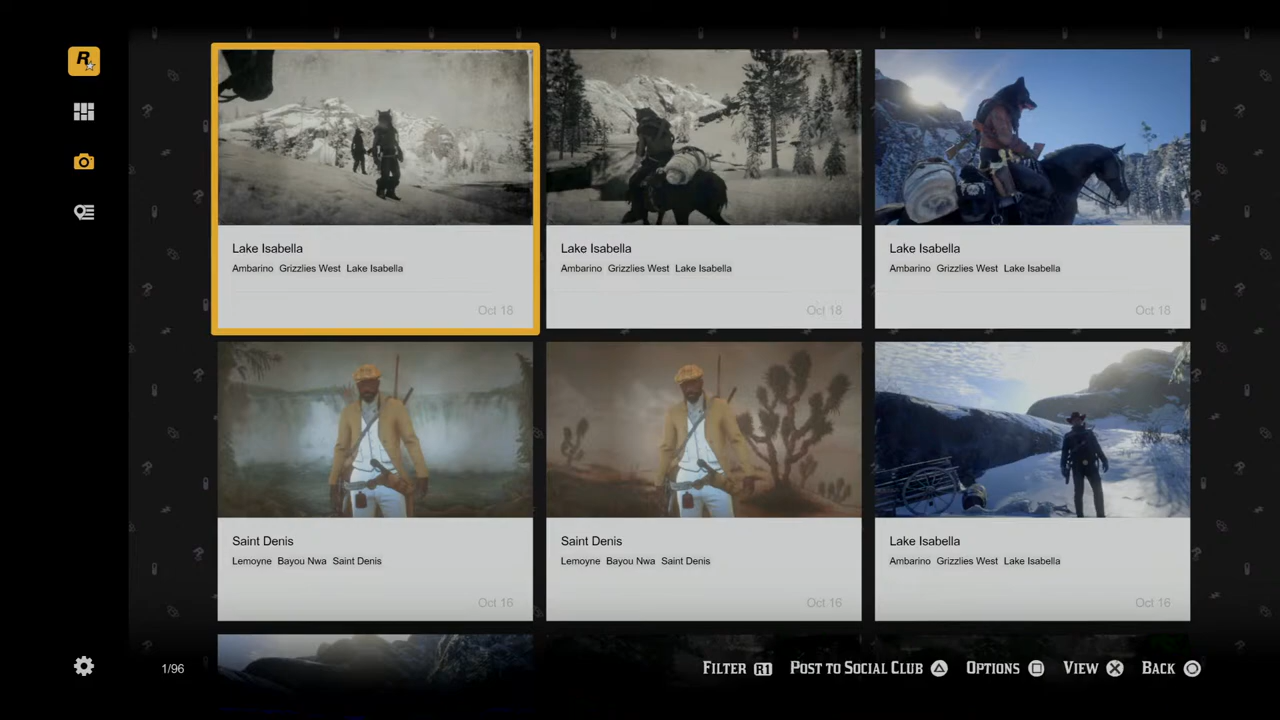 R
Lake Isabella
Ambarino Grizzlies West Lake Isabella
Oct 18
Lake Isabella
Ambarino Grizzlies West Lake Isabella
Oct 18
Lake Isabella
Ambarino Grizzlies West Lake Isabella
Oct 18
Saint Denis
Lemoyne Bayou Nwa Saint Denis
Oct 16
Saint Denis
Lemoyne Bayou Nwa Saint Denis
Oct 16
Lake Isabella
Ambarino Grizzlies West Lake Isabella
Oct 16
1/96
FILTER R1 POST TO SOCIAL CLUB OPTIONS VIEW BACK